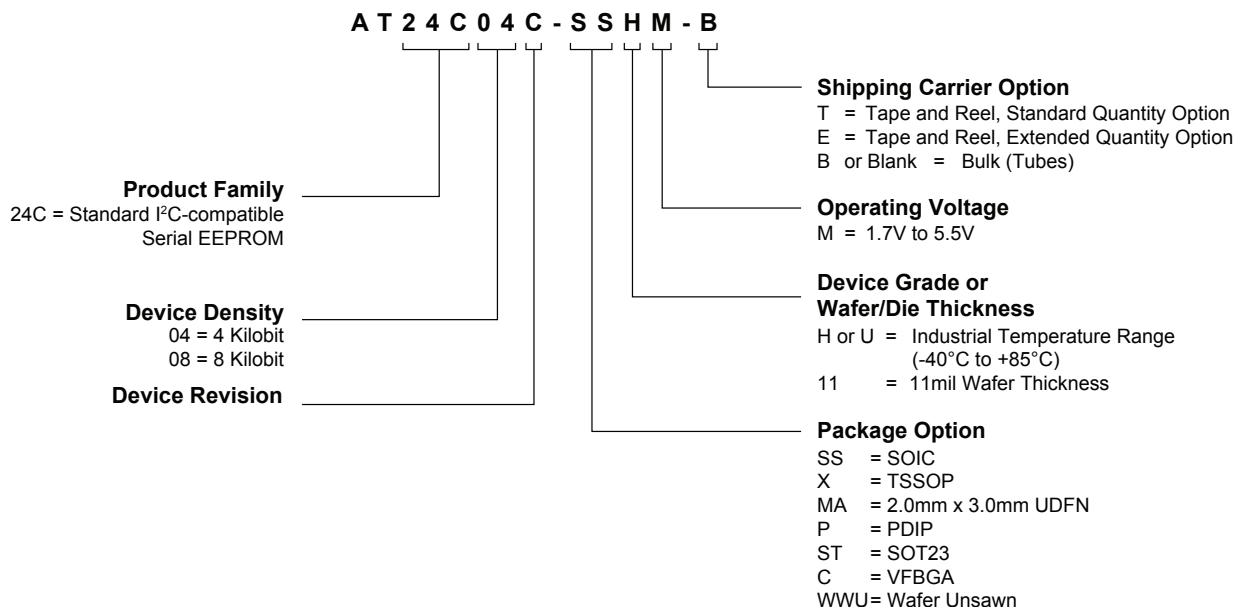 AT24C04C-SSHM-B
Product Family
24C = Standard I²C-compatible
Serial EEPROM
Device Density
04 = 4 Kilobit
08 = 8 Kilobit
Device Revision
Shipping Carrier Option
T = Tape and Reel, Standard Quantity Option
E = Tape and Reel, Extended Quantity Option
B or Blank = Bulk (Tubes)
Operating Voltage
M = 1.7V to 5.5V
Device Grade or
Wafer/Die Thickness
H or U = Industrial Temperature Range
(-40°C to +85°C)
11 = 11mil Wafer Thickness
Package Option
SS = SOIC
X = TSSOP
MA = 2.0mm x 3.0mm UDFN
P = PDIP
ST = SOT23
C = VFBGA
WWU= Wafer Unsawn